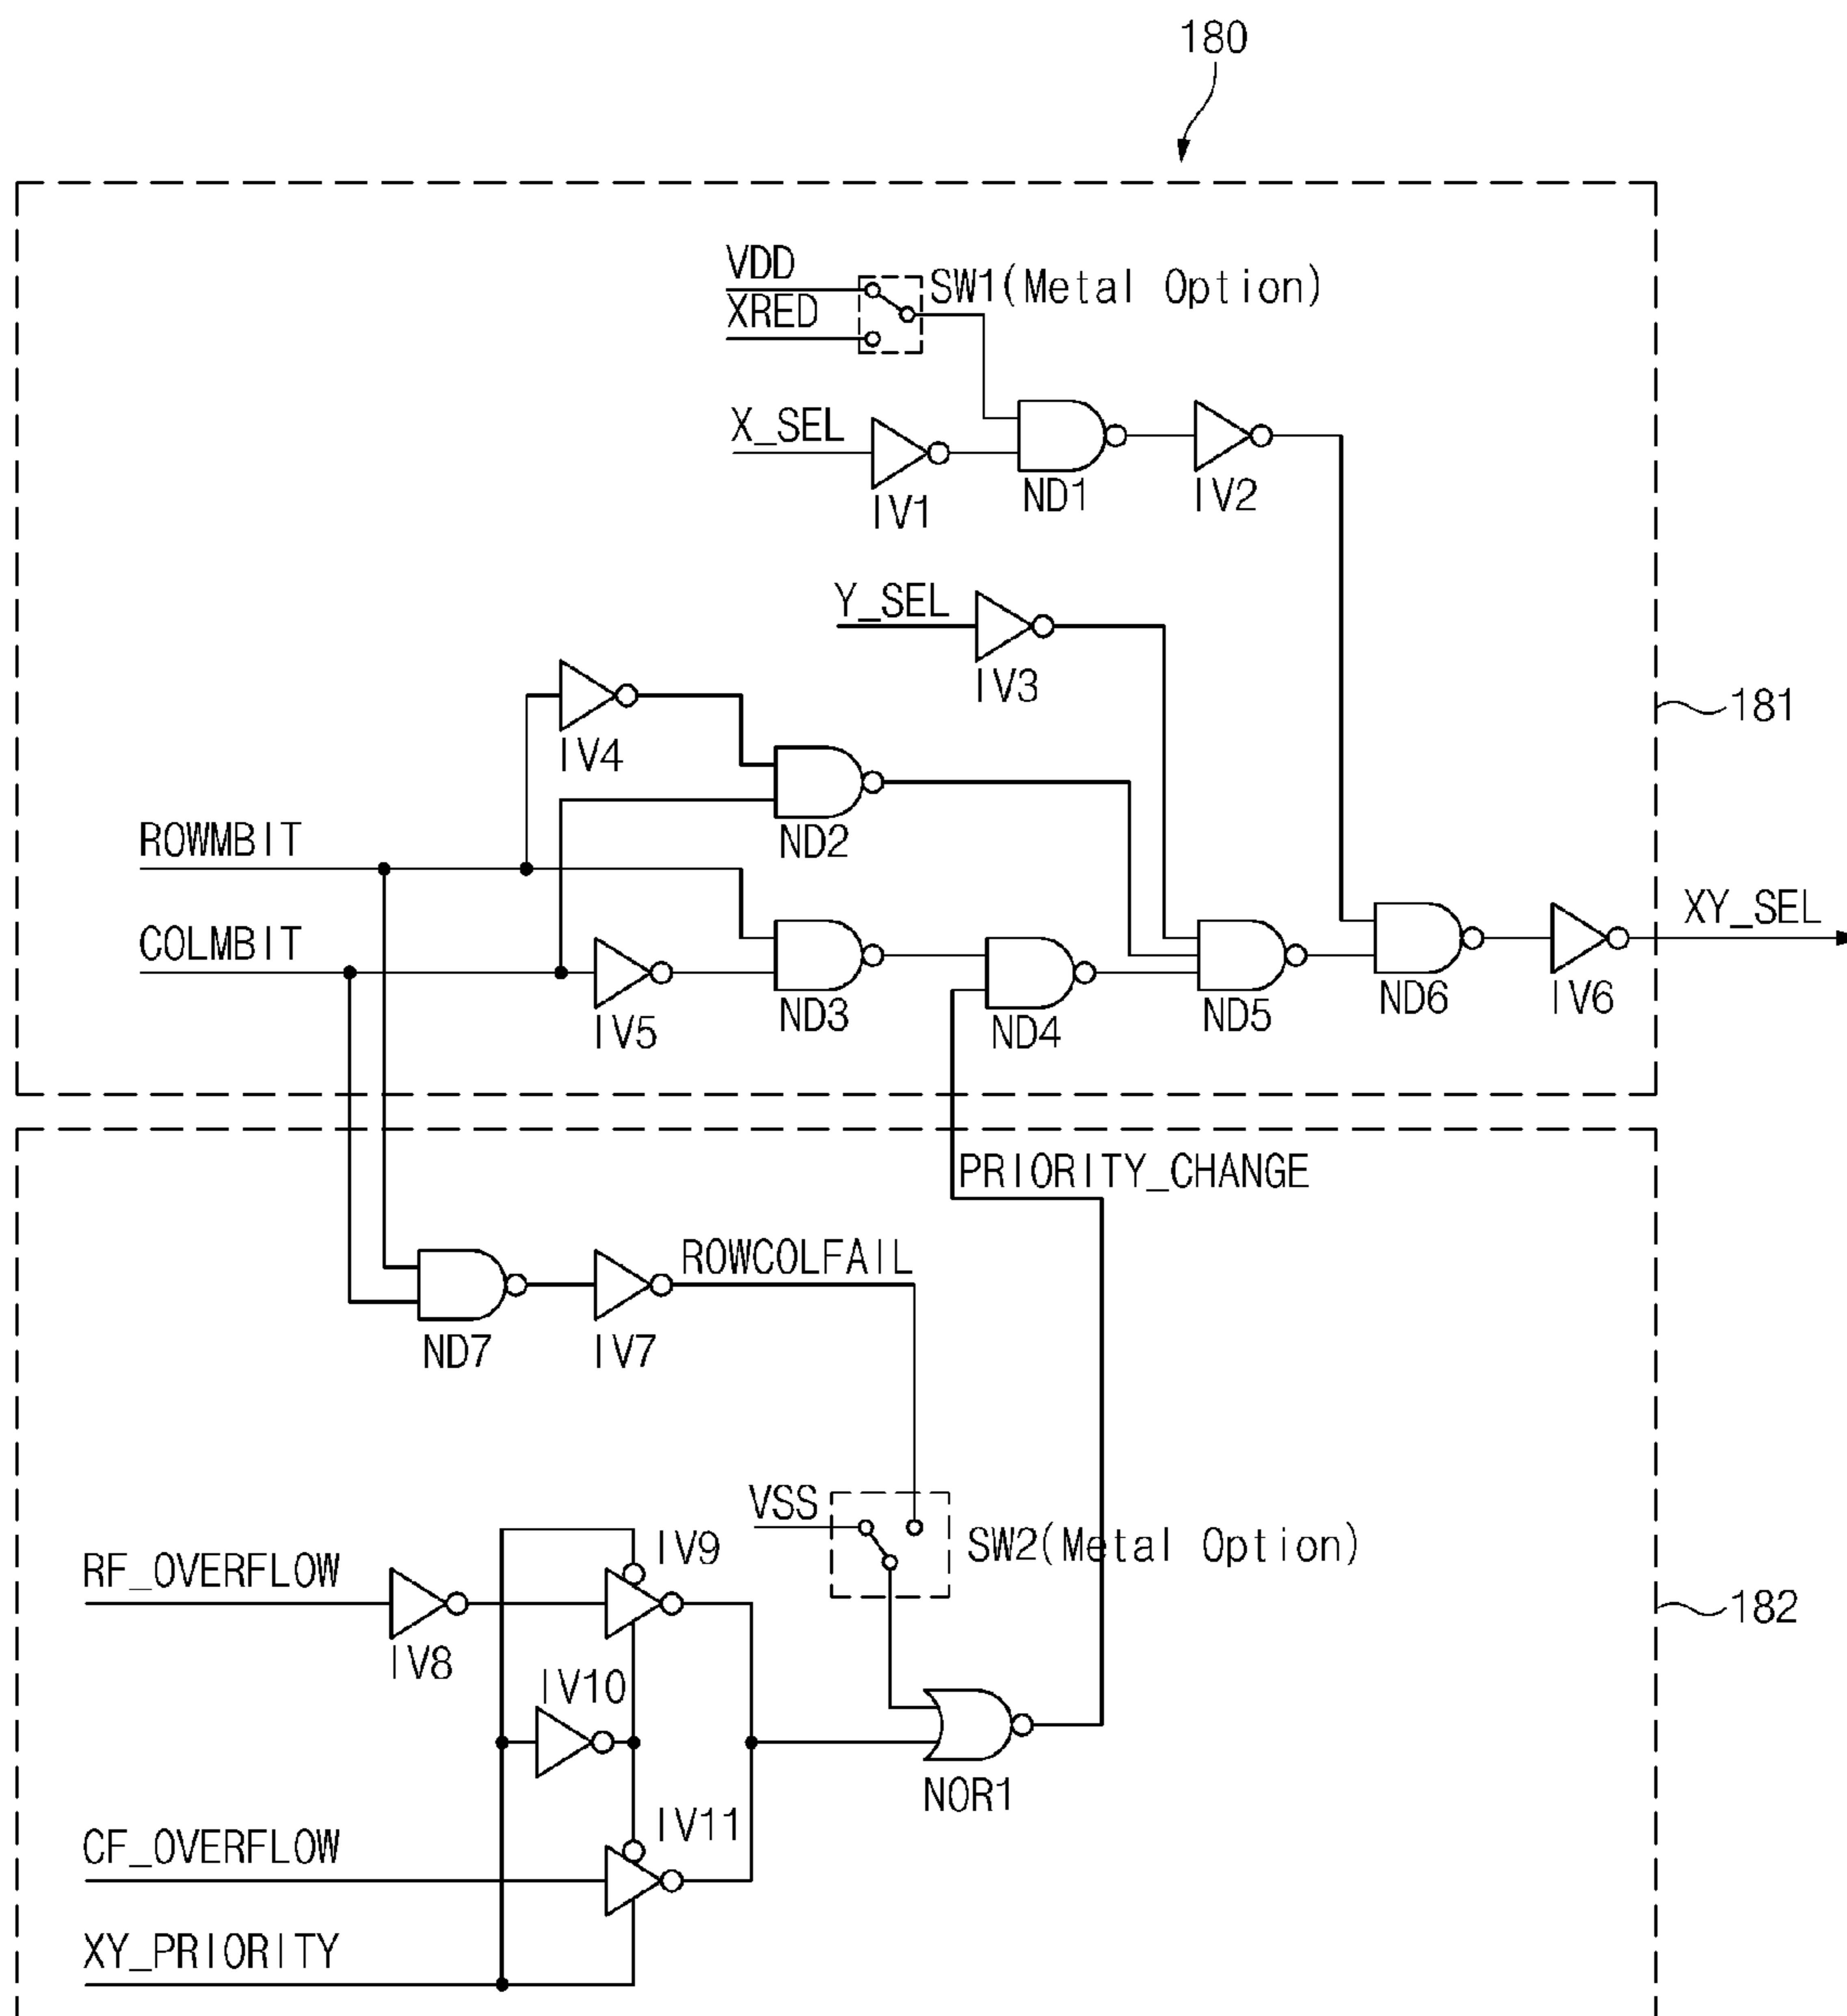 180
VDD
SW1(Metal Option)
XRED
X_SEL
IV1
ND1
IV2
Y_SEL
IV3
181
IV4
ND2
ROWMBIT
COLMBIT
XY_SEL
IV5
ND3
ND4
ND5
ND6
IV6
PRIORITY_CHANGE
ROWCOLFAIL
ND7
IV7
VSS
SW2(Metal Option)
IV9
RF_OVERFLOW
IV8
182
IV10
NOR1
IV11
CF_OVERFLOW
XY_PRIORITY